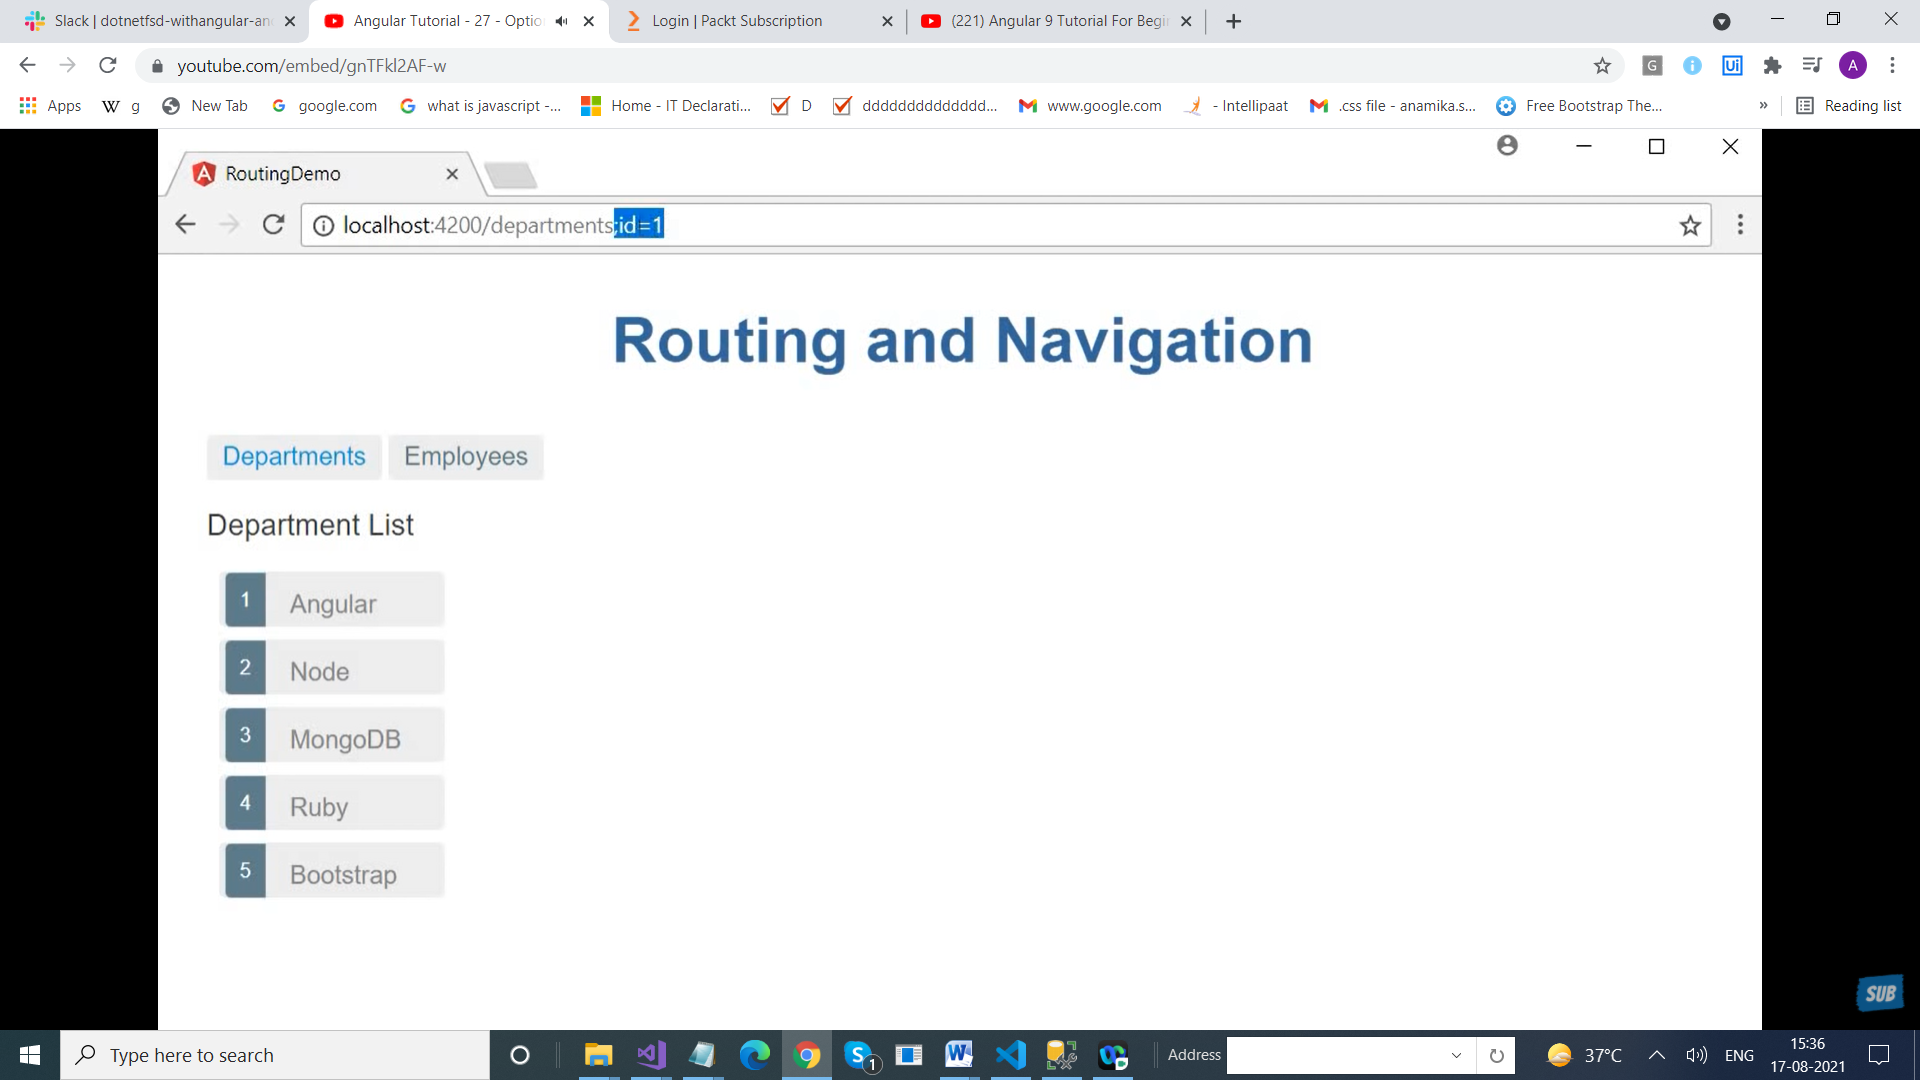 Slack | dotnetfsd-withangular-and
Angular Tutorial - 27 - Optio
Login | Packt Subscription
(221) Angular 9 Tutorial For Begin
youtube.com/embed/gnTFkl2AF-w
G
Ui
A
Apps
W g
New Tab
google.com
what is javascript -...
Home - IT Declarati...
D
dddddddddddddd...
www.google.com
- Intellipaat
.css file - anamika.s...
Free Bootstrap The...
»
Reading list
RoutingDemo
localhost:4200/departments;id=1
Routing and Navigation
Departments
Employees
Department List
1 Angular
2 Node
3 MongoDB
4 Ruby
5 Bootstrap
SUB
Type here to search
1
Address
37°C
ENG
15:36
17-08-2021